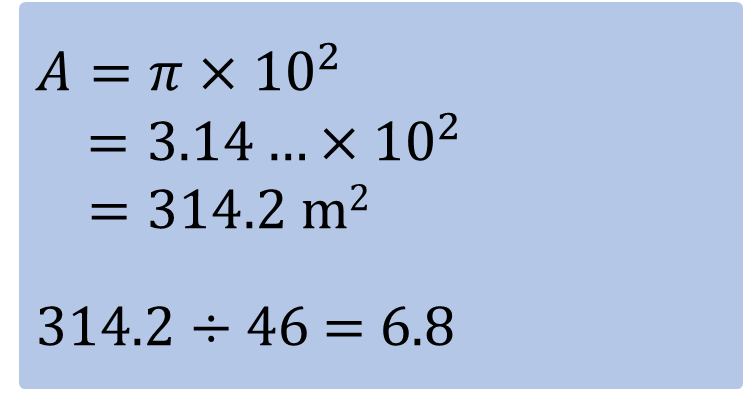 A = π × 10²
= 3.14 … × 10²
= 314.2 m²
314.2 ÷ 46 = 6.8